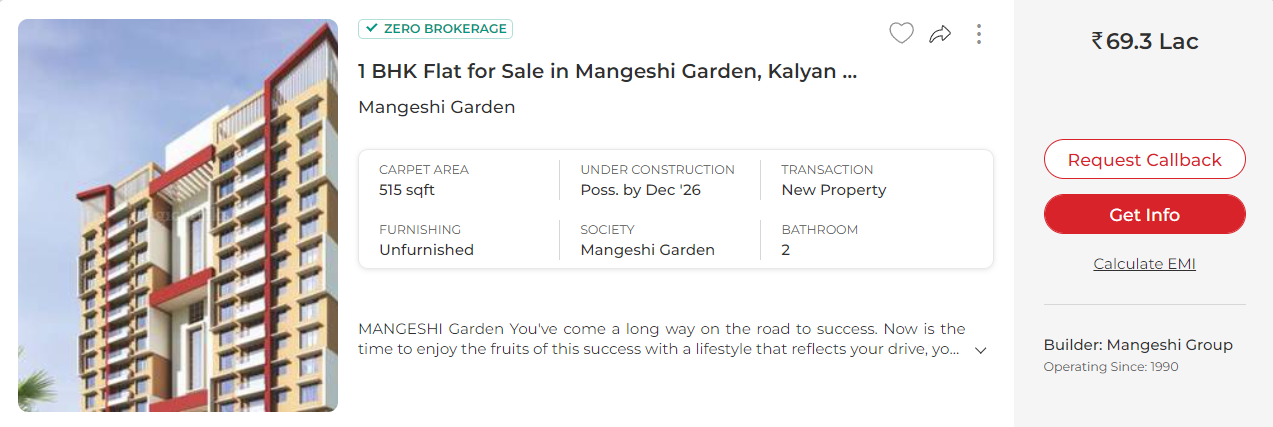 ZERO BROKERAGE
1 BHK Flat for Sale in Mangeshi Garden, Kalyan ...
Mangeshi Garden
CARPET AREA
515 sqft
UNDER CONSTRUCTION
Poss. by Dec '26
TRANSACTION
New Property
FURNISHING
Unfurnished
SOCIETY
Mangeshi Garden
BATHROOM
2
MANGESHI Garden You've come a long way on the road to success. Now is the
time to enjoy the fruits of this success with a lifestyle that reflects your drive, yo...
₹69.3 Lac
Request Callback
Get Info
Calculate EMI
Builder: Mangeshi Group
Operating Since: 1990